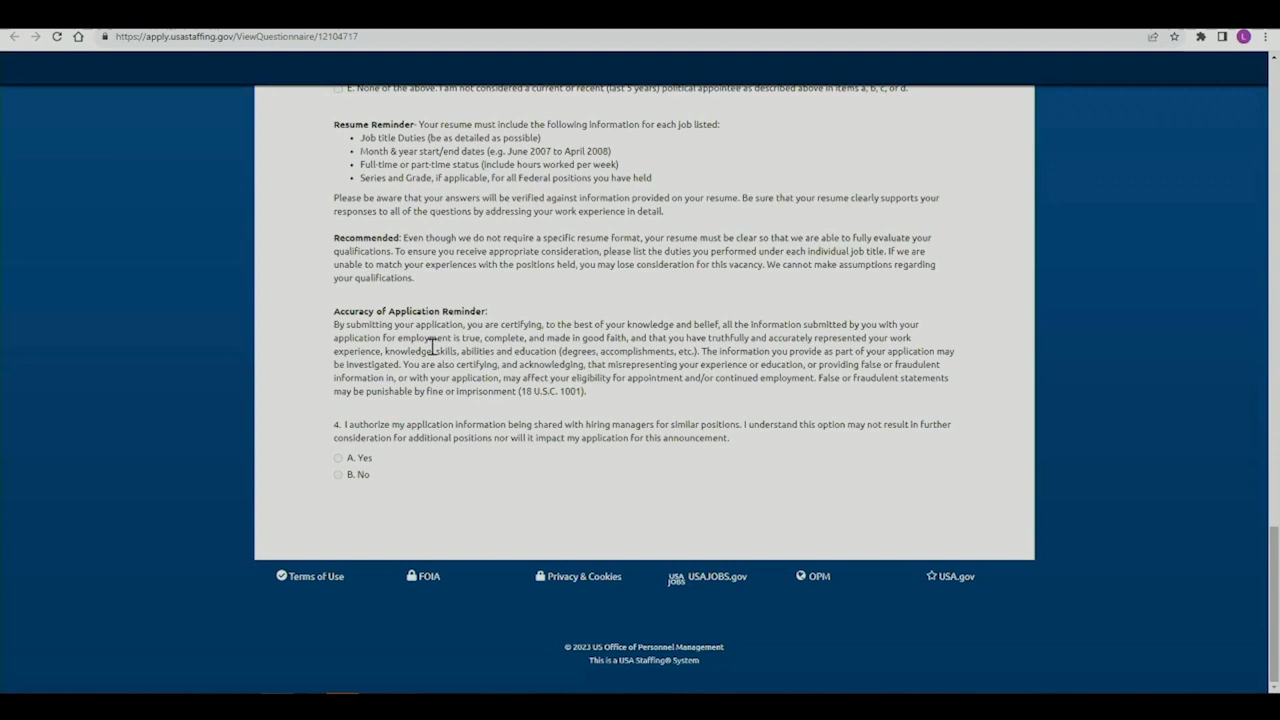 https://apply.usastaffing.gov/ViewQuestionnaire/12104717
L
E. None of the above. I am not considered a current or recent (last 5 years) political appointee as described above in items a, b, c, or d.
Resume Reminder- Your resume must include the following information for each job listed:
• Job title Duties (be as detailed as possible)
• Month & year start/end dates (e.g. June 2007 to April 2008)
• Full-time or part-time status (include hours worked per week)
• Series and Grade, if applicable, for all Federal positions you have held
Please be aware that your answers will be verified against information provided on your resume. Be sure that your resume clearly supports your
responses to all of the questions by addressing your work experience in detail.
Recommended: Even though we do not require a specific resume format, your resume must be clear so that we are able to fully evaluate your
qualifications. To ensure you receive appropriate consideration, please list the duties you performed under each individual job title. If we are
unable to match your experiences with the positions held, you may lose consideration for this vacancy. We cannot make assumptions regarding
your qualifications.
Accuracy of Application Reminder:
By submitting your application, you are certifying, to the best of your knowledge and belief, all the information submitted by you with your
application for employment is true, complete, and made in good faith, and that you have truthfully and accurately represented your work
experience, knowledge, skills, abilities and education (degrees, accomplishments, etc.). The information you provide as part of your application may
be investigated. You are also certifying, and acknowledging, that misrepresenting your experience or education, or providing false or fraudulent
information in, or with your application, may affect your eligibility for appointment and/or continued employment. False or fraudulent statements
may be punishable by fine or imprisonment (18 U.S.C. 1001).
4. I authorize my application information being shared with hiring managers for similar positions. I understand this option may not result in further
consideration for additional positions nor will it impact my application for this announcement.
A. Yes
B. No
Terms of Use FOIA Privacy & Cookies USA JOBS USAJOBS.gov OPM USA.gov
© 2023 US Office of Personnel Management
This is a USA Staffing® System